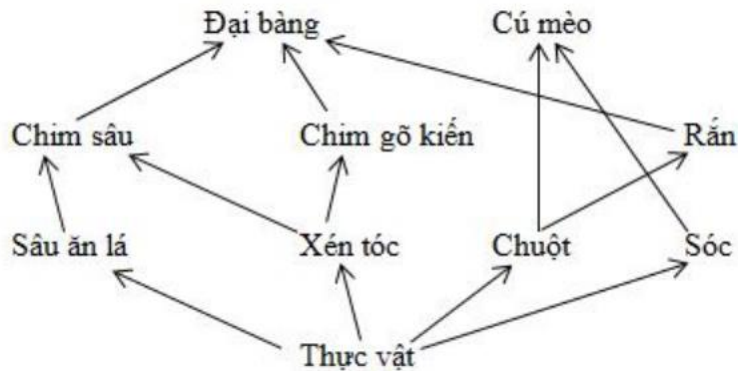 Đại bàng Cú mèo
Chim sâu Chim gõ kiến Rắn
Sâu ăn lá Xén tóc Chuột Sóc
Thực vật